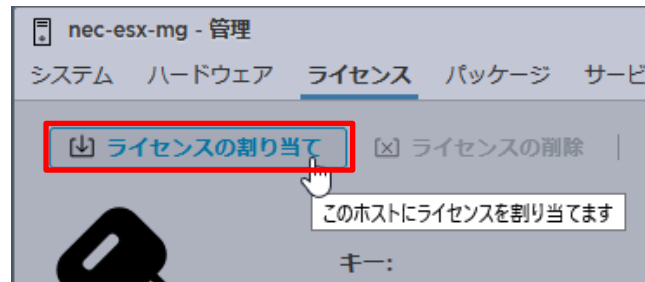 nec-esx-mg - 管理
システム ハードウェア ライセンス パッケージ サービ
ライセンスの割り当て ライセンスの削除
このホストにライセンスを割り当てます
キー: